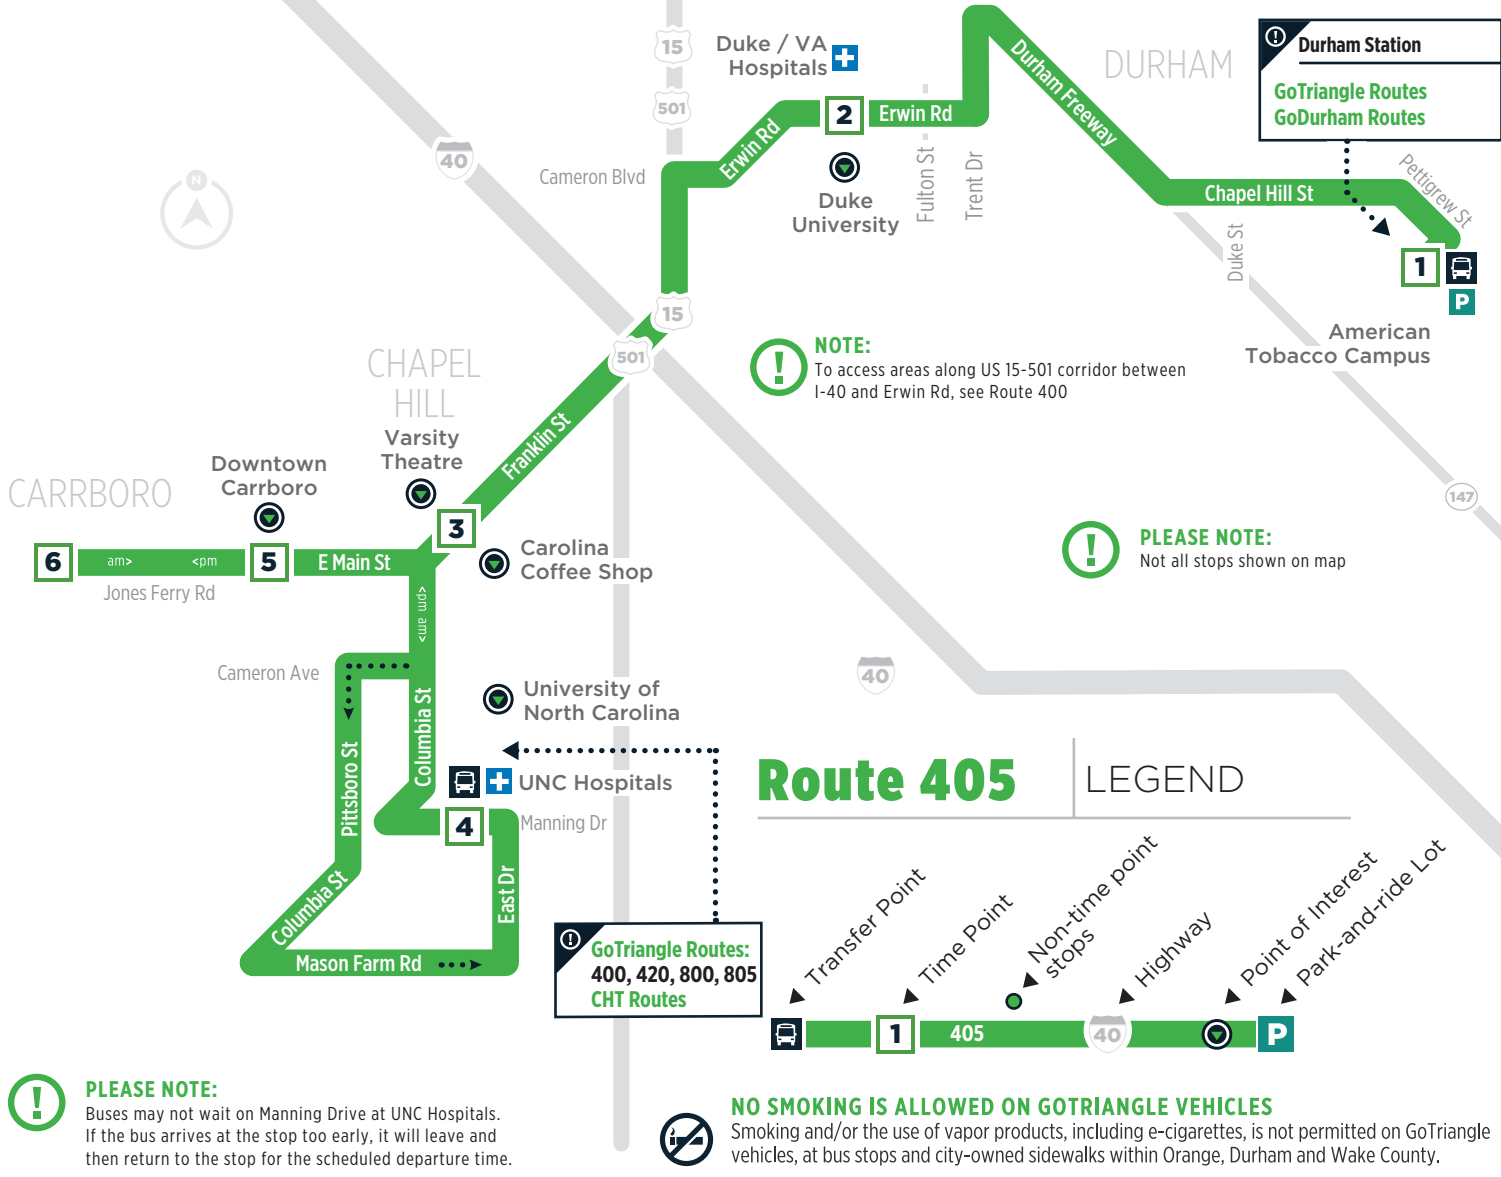 15
501
Duke / VA
Hospitals
DURHAM
Durham Station
GoTriangle Routes
GoDurham Routes
Durham Freeway
2
Erwin Rd
Erwin Rd
40
N
Cameron Blvd
Duke
University
Fulton St
Trent Dr
Chapel Hill St
Pettigrew St
Duke St
1
P
American
Tobacco Campus
15
501
NOTE:
To access areas along US 15-501 corridor between
I-40 and Erwin Rd, see Route 400
CHAPEL
HILL
Varsity
Theatre
Franklin St
Downtown
Carrboro
CARRBORO
3
147
PLEASE NOTE:
Not all stops shown on map
6
am>
<pm
5
E Main St
Carolina
Coffee Shop
Jones Ferry Rd
<pm am>
Cameron Ave
40
University of
North Carolina
Columbia St
Pittsboro St
UNC Hospitals
4
Manning Dr
East Dr
Columbia St
Mason Farm Rd
GoTriangle Routes:
400, 420, 800, 805
CHT Routes
Route 405
LEGEND
Transfer Point
Time Point
Non-time point
stops
Highway
Point of Interest
Park-and-ride Lot
1
405
40
P
PLEASE NOTE:
Buses may not wait on Manning Drive at UNC Hospitals.
If the bus arrives at the stop too early, it will leave and
then return to the stop for the scheduled departure time.
NO SMOKING IS ALLOWED ON GOTRIANGLE VEHICLES
Smoking and/or the use of vapor products, including e-cigarettes, is not permitted on GoTriangle
vehicles, at bus stops and city-owned sidewalks within Orange, Durham and Wake County.